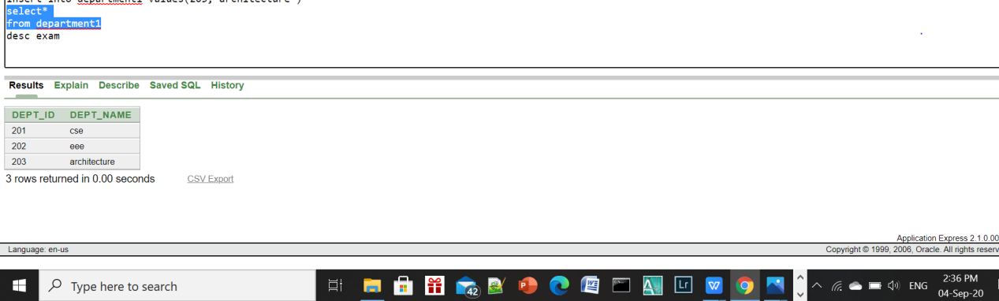 insert into department1 values(203,'architecture')
select*
from department1
desc exam
Results Explain Describe Saved SQL History
DEPT_ID DEPT_NAME
201 cse
202 eee
203 architecture
3 rows returned in 0.00 seconds CSV Export
Application Express 2.1.0.00
Language: en-us Copyright © 1999, 2006, Oracle. All rights reserv
Type here to search 42 P W Lr W ENG 2:36 PM
04-Sep-20